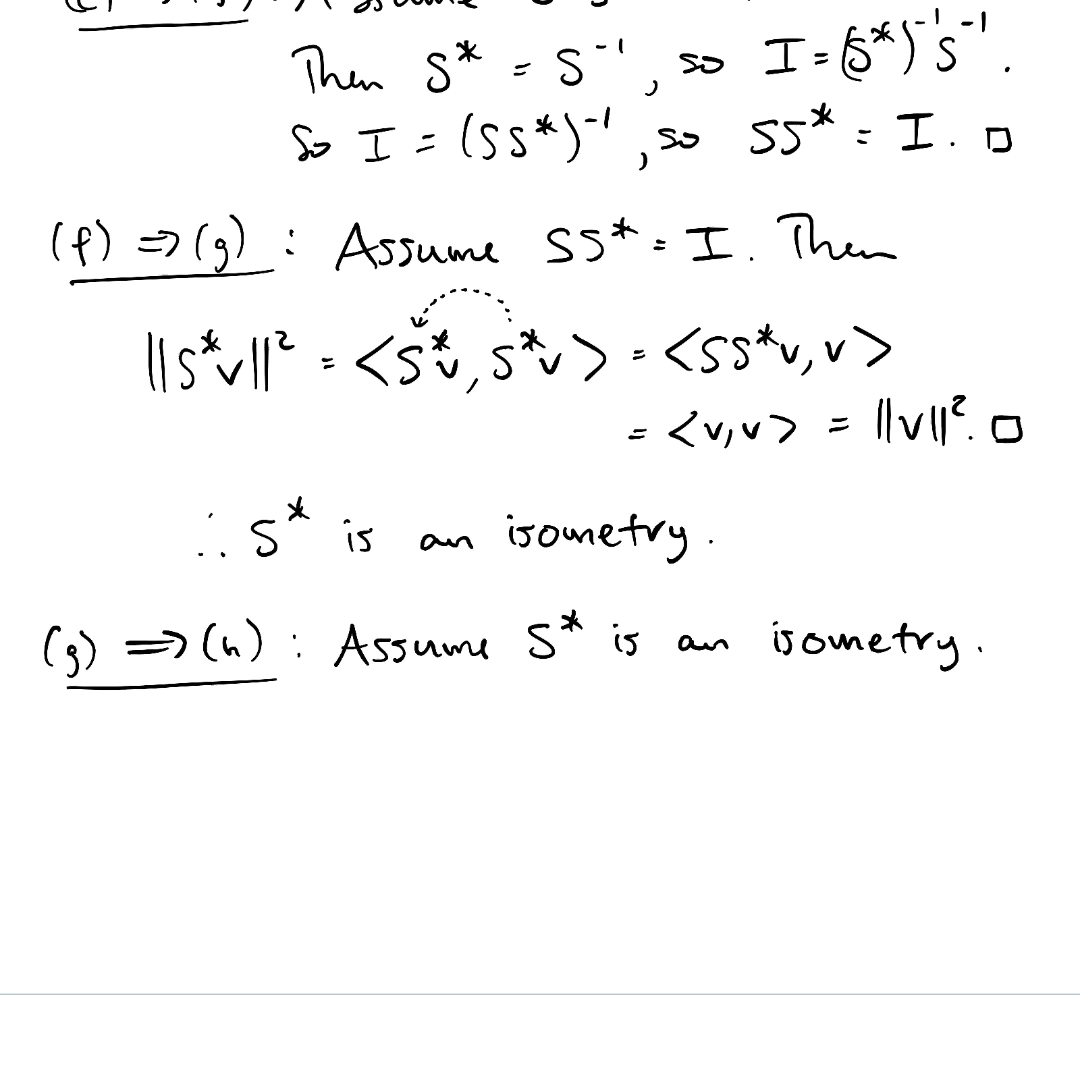 Then S* = S⁻¹, so I = (S*)⁻¹S⁻¹.
So I = (SS*)⁻¹, so SS* = I. □
(f) ⇒ (g): Assume SS* = I. Then
||S*v||² = <S*v, S*v> = <SS*v, v>
= <v, v> = ||v||². □
∴ S* is an isometry.
(g) ⇒ (h): Assume S* is an isometry.